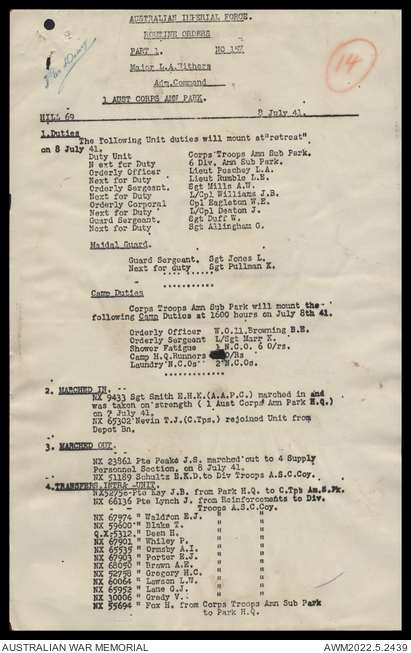 AUSTRALIAN IMPERIAL FORCE.
ROUTINE ORDERS
PART 1. NO 157
14
Major L.A.Withers
Adm.Command
1 AUST CORPS AMN PARK.
HILL 69 8 July 41.
1.Duties
The following Unit duties will mount at"retreat"
on 8 July 41.
Duty Unit Corps Troops Amn Sub Park.
Next for Duty 6 Div. Amn Sub Park.
Orderly Officer Lieut Peschey L.A.
Next for Duty Lieut Rumble L.E.
Orderly Sergeant. Sgt Mills A.W.
Next for Duty L/Cpl Williams J.B.
Orderly Corporal Cpl Eagleton W.E.
Next for Duty L/Cpl Deaton J.
Guard Sergeant. Sgt Duff W.
Next for Duty Sgt Allingham G.
Majdal Guard.
Guard Sergeant. Sgt Jones L.
Next for duty Sgt Pullman K.
Camp Duties
Corps Troops Amn Sub Park will mount the
following Camp Duties at 1600 hours on July 8th 41.
Orderly Officer W.O.11.Browning B.E.
Orderly Sergeant L/Sgt Marr K.
Shower Fatigue 1 N.C.O. 6 O/rs.
Camp H.Q.Runners O/Rs
Laundry N.C.Os 2 N.C.Os.
2. MARCHED IN.
NX 9433 Sgt Smith E.H.K.(A.A.P.C.) marched in and
was taken on strength ( 1 Aust Corps Amn Park H.Q.)
on 7 July 41.
NX 65302 Nevin T.J.(C.Tps.) rejoined Unit from
Depot Bn.
3. MARCHED OUT.
NX 23861 Pte Peake J.S. marched out to 4 Supply
Personnel Section. on 8 July 41.
NX 51189 Schultz E.K.D.to Div Troops A.S.C.Coy.
4.TRANSFERS.INTRA -UNIT.
NX52756-Pte Kay J.B. from Park H.Q. to C.Tps Am.S.Pk.
NX 66136 Pte Lynch J. from Reinforcements to Div.
Troops A.S.C.Coy.
NX 67974 " Waldron E.J. " "
NX 59600 " Blake T. " "
Q.X.5312. " Deen H. " "
NX 67901 " Whiley P. " "
NX 65535 " Ormsby A.I. " "
NX 67903 " Porter E.J. " "
NX 68050 " Brawn A.E. " "
NX 52758 " Gregory H.C. " "
NX 60064 " Lawson L.W. " "
NX 65952 " Lane G.J. " "
NX 30006 " Grady V. " "
NX 55694 " Fox H. from Corps Troops Amn Sub Park
to Park H.Q.
AUSTRALIAN WAR MEMORIAL AWM2022.5.2439